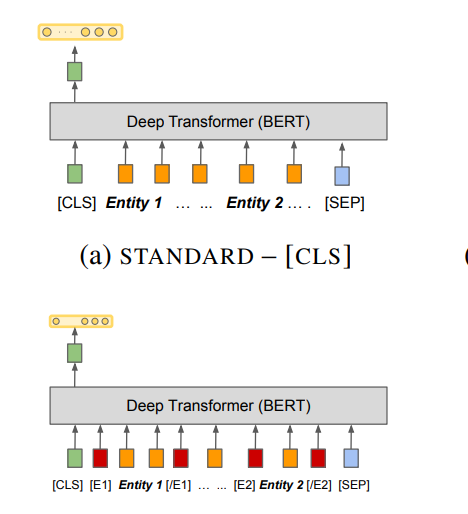 Deep Transformer (BERT)
[CLS] Entity 1 ... ... Entity 2 ... . [SEP]
(a) STANDARD – [CLS]
Deep Transformer (BERT)
[CLS] [E1] Entity 1 [/E1] ... ... [E2] Entity 2 [/E2] [SEP]